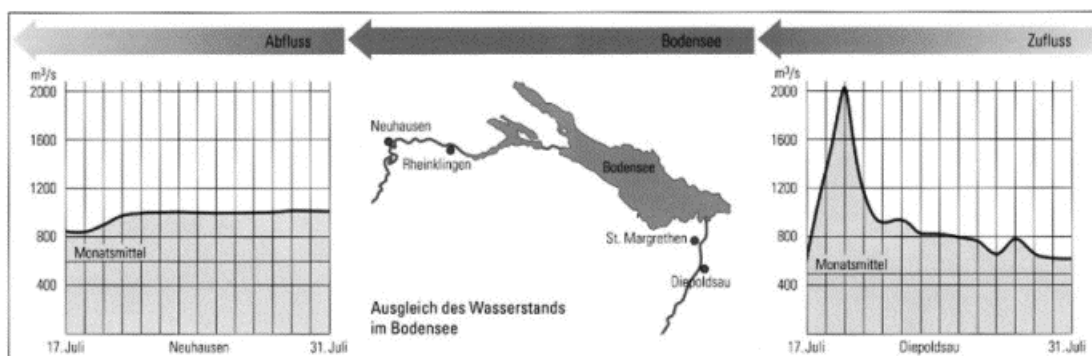 Abfluss
Bodensee
Zufluss
m³/s
2000
1600
1200
800
400
Monatsmittel
17. Juli
Neuhausen
31. Juli
Neuhausen
Rheinklingen
Bodensee
St. Margrethen
Diepoldsau
Ausgleich des Wasserstands
im Bodensee
m³/s
2000
1600
1200
800
400
Monatsmittel
17. Juli
Diepoldsau
31. Juli